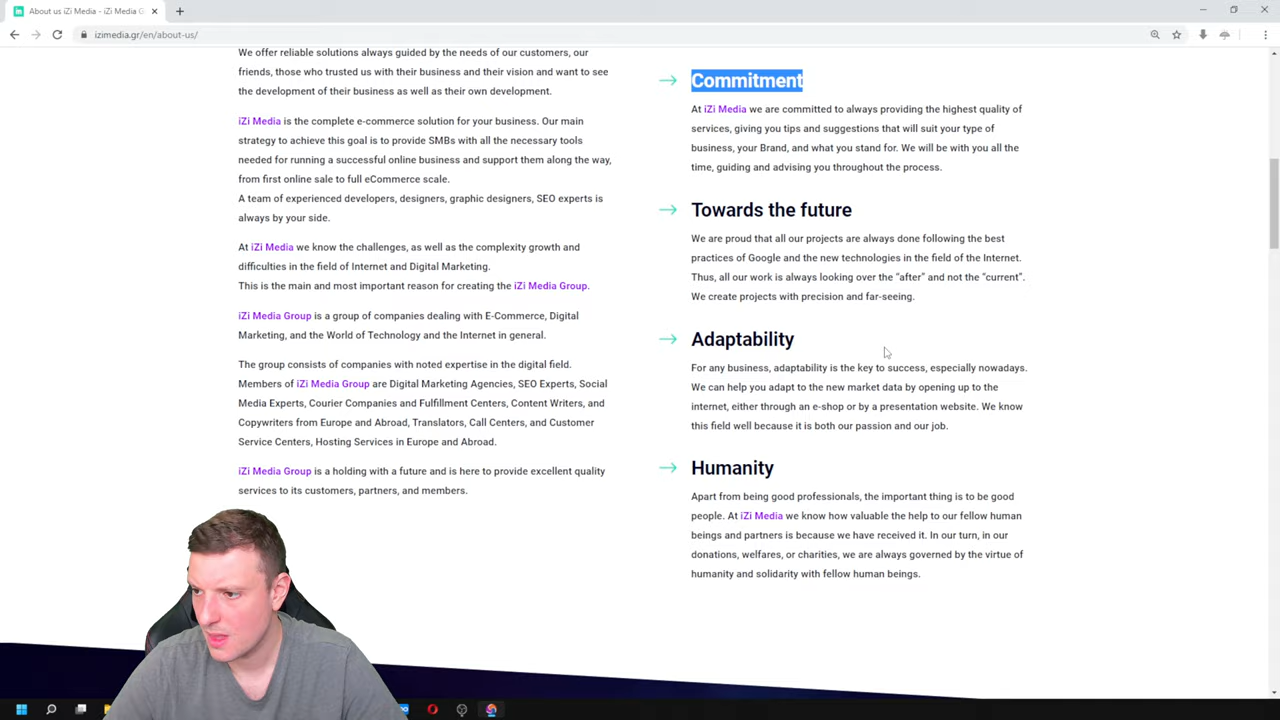 About us iZi Media - iZi Media G
izimedia.gr/en/about-us/
We offer reliable solutions always guided by the needs of our customers, our
friends, those who trusted us with their business and their vision and want to see
the development of their business as well as their own development.
iZi Media is the complete e-commerce solution for your business. Our main
strategy to achieve this goal is to provide SMBs with all the necessary tools
needed for running a successful online business and support them along the way,
from first online sale to full eCommerce scale.
A team of experienced developers, designers, graphic designers, SEO experts is
always by your side.
At iZi Media we know the challenges, as well as the complexity growth and
difficulties in the field of Internet and Digital Marketing.
This is the main and most important reason for creating the iZi Media Group.
iZi Media Group is a group of companies dealing with E-Commerce, Digital
Marketing, and the World of Technology and the Internet in general.
The group consists of companies with noted expertise in the digital field.
Members of iZi Media Group are Digital Marketing Agencies, SEO Experts, Social
Media Experts, Courier Companies and Fulfillment Centers, Content Writers, and
Copywriters from Europe and Abroad, Translators, Call Centers, and Customer
Service Centers, Hosting Services in Europe and Abroad.
iZi Media Group is a holding with a future and is here to provide excellent quality
services to its customers, partners, and members.
Commitment
At iZi Media we are committed to always providing the highest quality of
services, giving you tips and suggestions that will suit your type of
business, your Brand, and what you stand for. We will be with you all the
time, guiding and advising you throughout the process.
Towards the future
We are proud that all our projects are always done following the best
practices of Google and the new technologies in the field of the Internet.
Thus, all our work is always looking over the “after” and not the “current”.
We create projects with precision and far-seeing.
Adaptability
For any business, adaptability is the key to success, especially nowadays.
We can help you adapt to the new market data by opening up to the
internet, either through an e-shop or by a presentation website. We know
this field well because it is both our passion and our job.
Humanity
Apart from being good professionals, the important thing is to be good
people. At iZi Media we know how valuable the help to our fellow human
beings and partners is because we have received it. In our turn, in our
donations, welfares, or charities, we are always governed by the virtue of
humanity and solidarity with fellow human beings.